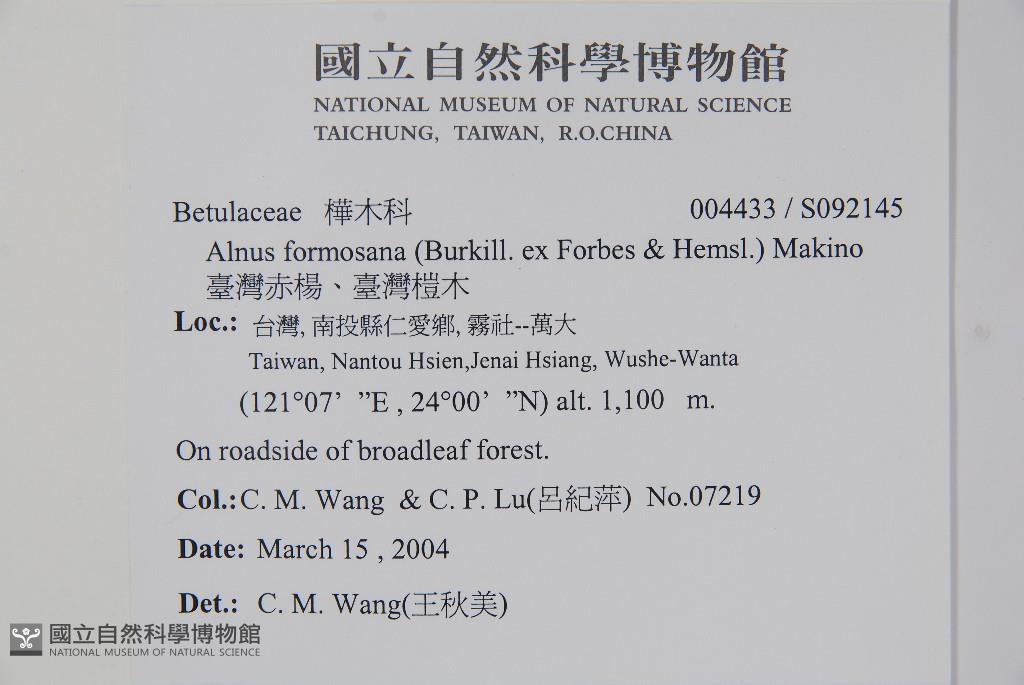 國立自然科學博物館
NATIONAL MUSEUM OF NATURAL SCIENCE
TAICHUNG, TAIWAN, R.O.CHINA
Betulaceae 樺木科 004433 / S092145
Alnus formosana (Burkill. ex Forbes & Hemsl.) Makino
臺灣赤楊、臺灣榿木
Loc.: 台灣, 南投縣仁愛鄉, 霧社--萬大
Taiwan, Nantou Hsien,Jenai Hsiang, Wushe-Wanta
(121°07’ ”E , 24°00’ ”N) alt. 1,100 m.
On roadside of broadleaf forest.
Col.: C. M. Wang & C. P. Lu(呂紀萍) No.07219
Date: March 15 , 2004
Det.: C. M. Wang(王秋美)
國立自然科學博物館
NATIONAL MUSEUM OF NATURAL SCIENCE